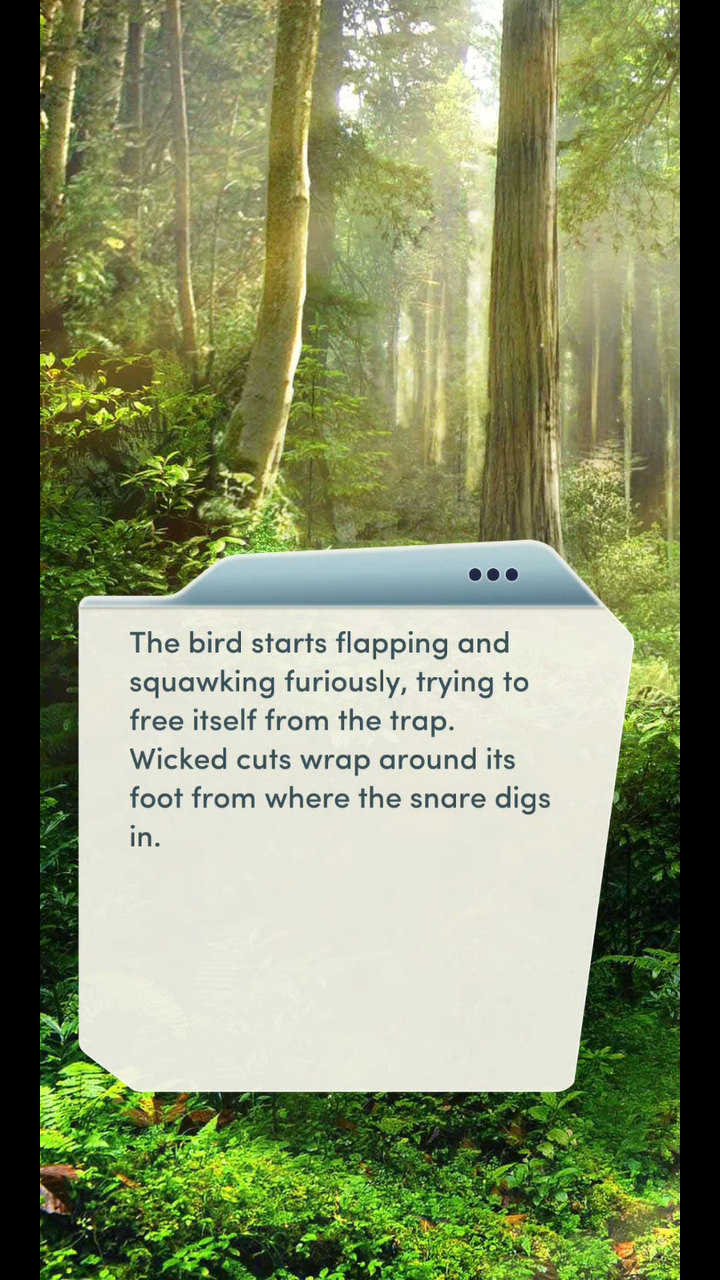 The bird starts flapping and
squawking furiously, trying to
free itself from the trap.
Wicked cuts wrap around its
foot from where the snare digs
in.